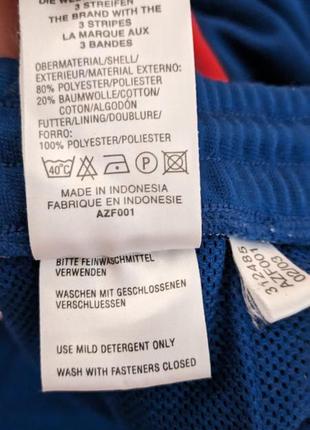 3 STREIFEN
THE BRAND WITH THE
3 STRIPES
LA MARQUE AUX
3 BANDES
OBERMATERIAL/SHELL/
EXTERIEUR/MATERIAL EXTERNO:
80% POLYESTER/POLIESTER
20% BAUMWOLLE/COTTON/
COTON/ALGODÓN
FUTTER/LINING/DOUBLURE/
FORRO:
100% POLYESTER/POLIESTER
40°C P
MADE IN INDONESIA
FABRIQUE EN INDONESIE
AZF001
BITTE FEINWASCHMITTEL
VERWENDEN
WASCHEN MIT GESCHLOSSENEN
VERSCHLUESSEN
USE MILD DETERGENT ONLY
WASH WITH FASTENERS CLOSED
312485
AZF001
02/03